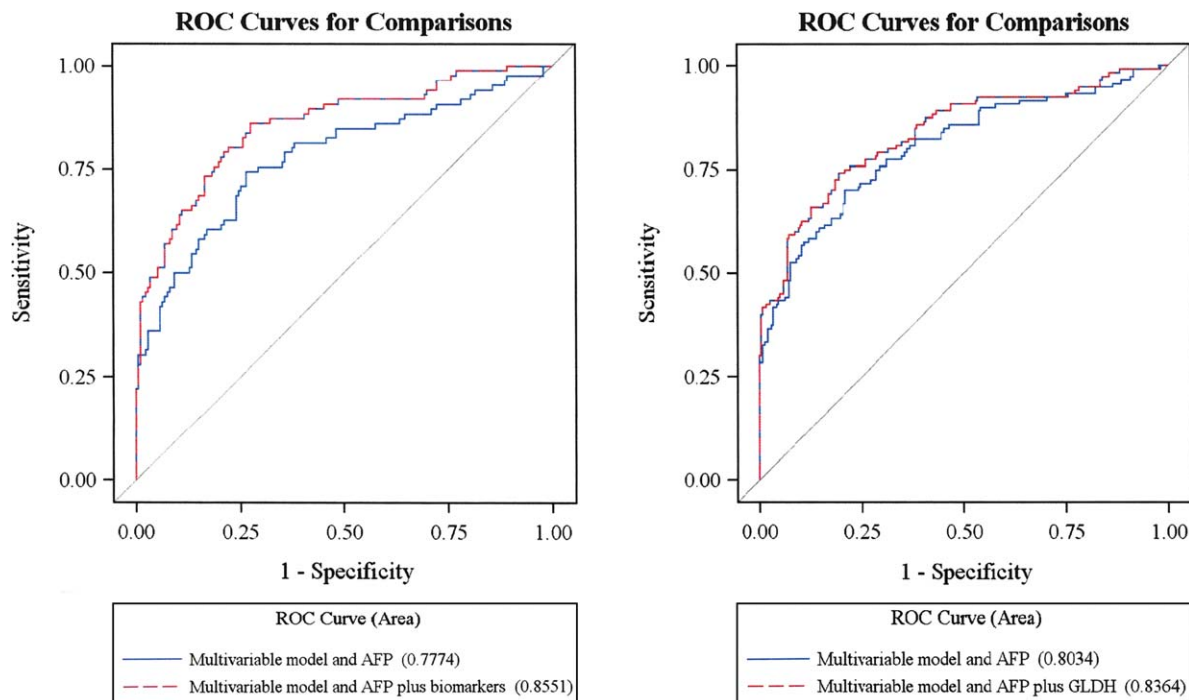 ROC Curves for Comparisons
1.00
0.75
0.50
0.25
0.00
Sensitivity
0.00 0.25 0.50 0.75 1.00
1 - Specificity
ROC Curve (Area)
Multivariable model and AFP (0.7774)
Multivariable model and AFP plus biomarkers (0.8551)
ROC Curves for Comparisons
1.00
0.75
0.50
0.25
0.00
Sensitivity
0.00 0.25 0.50 0.75 1.00
1 - Specificity
ROC Curve (Area)
Multivariable model and AFP (0.8034)
Multivariable model and AFP plus GLDH (0.8364)